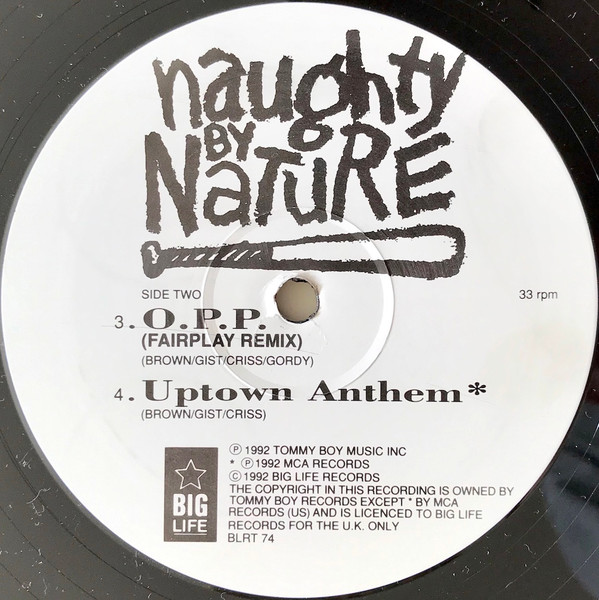 naughty
BY
NaTURE
SIDE TWO
33 rpm
3. O.P.P.
(FAIRPLAY REMIX)
(BROWN/GIST/CRISS/GORDY)
4. Uptown Anthem*
(BROWN/GIST/CRISS)
BIG
LIFE
℗ 1992 TOMMY BOY MUSIC INC
* ℗ 1992 MCA RECORDS
© 1992 BIG LIFE RECORDS
THE COPYRIGHT IN THIS RECORDING IS OWNED BY
TOMMY BOY RECORDS EXCEPT * BY MCA
RECORDS (US) AND IS LICENCED TO BIG LIFE
RECORDS FOR THE U.K. ONLY
BLRT 74